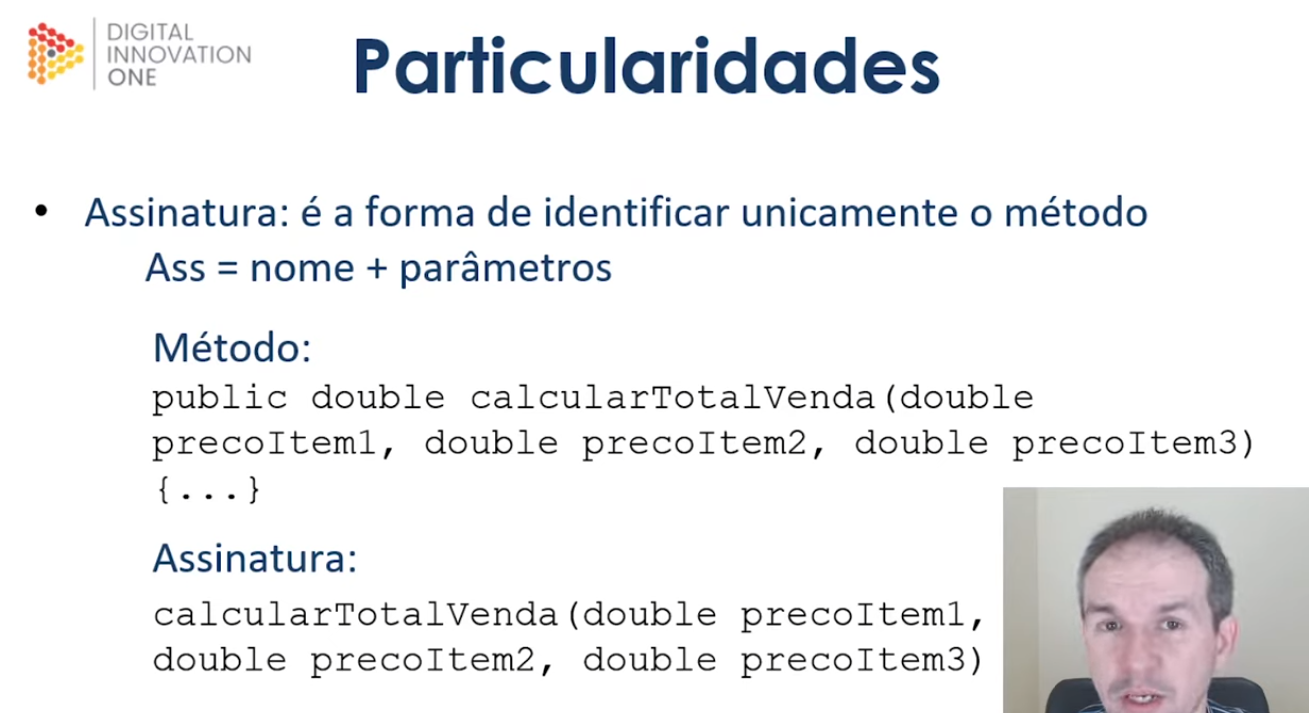 DIGITAL
INNOVATION
ONE
Particularidades
• Assinatura: é a forma de identificar unicamente o método
Ass = nome + parâmetros
Método:
public double calcularTotalVenda(double
precoItem1, double precoItem2, double precoItem3)
{...}
Assinatura:
calcularTotalVenda(double precoItem1,
double precoItem2, double precoItem3)